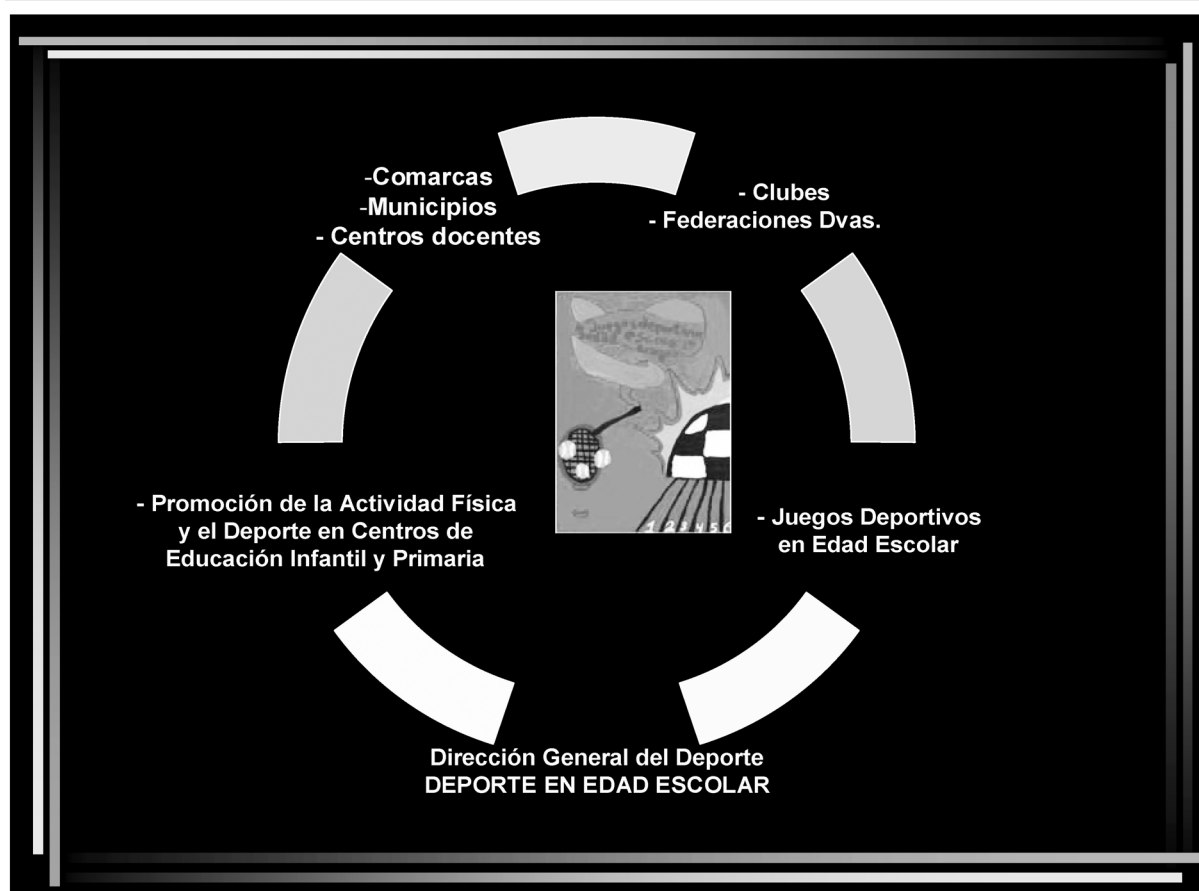 -Comarcas
-Municipios
- Centros docentes
- Clubes
- Federaciones Dvas.
- Promoción de la Actividad Física
y el Deporte en Centros de
Educación Infantil y Primaria
- Juegos Deportivos
en Edad Escolar
1 2 3 4 5 6
Dirección General del Deporte
DEPORTE EN EDAD ESCOLAR